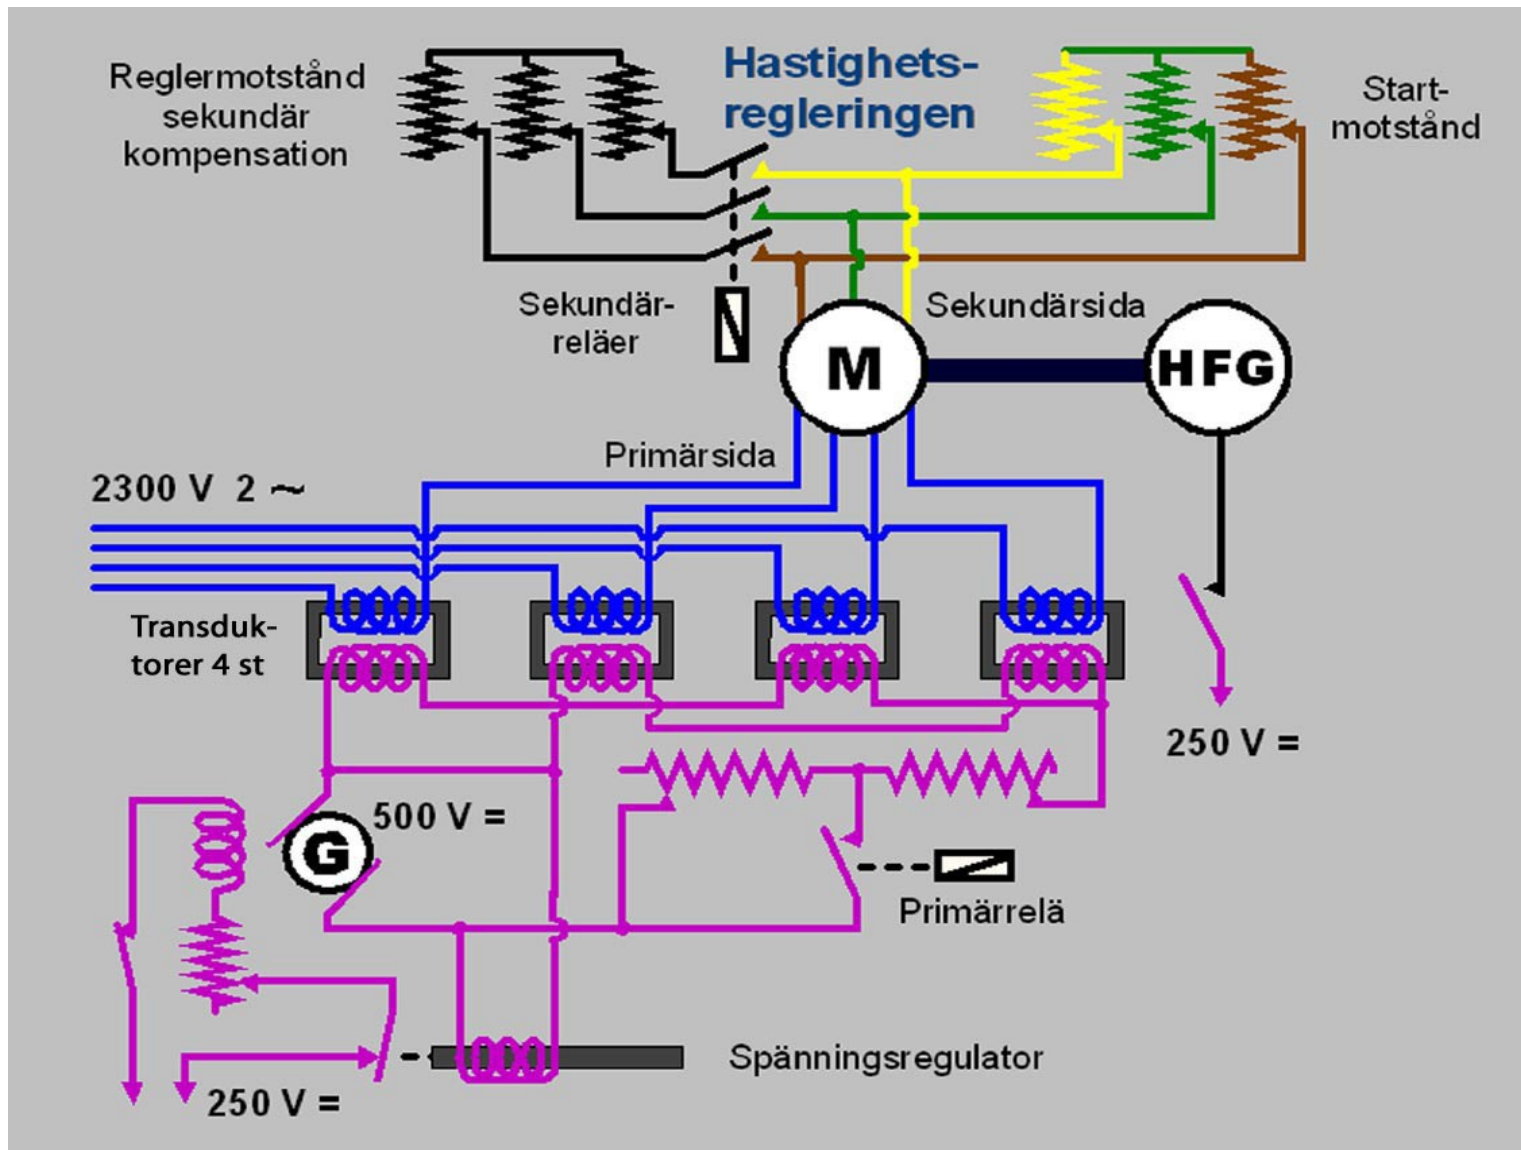 Hastighets-
regleringen
Reglermotstånd
sekundär
kompensation
Start-
motstånd
Sekundär-
reläer
Sekundärsida
M
HFG
Primärsida
2300 V 2 ~
Transduk-
torer 4 st
250 V =
500 V =
G
Primärrelä
Spänningsregulator
250 V =